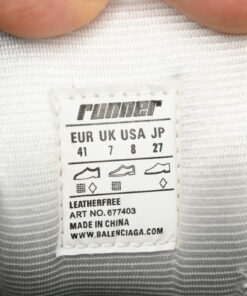 runner
EUR UK USA JP
41 7 8 27
LEATHERFREE
ART NO.677403
MADE IN CHINA
WWW.BALENCIAGA.COM